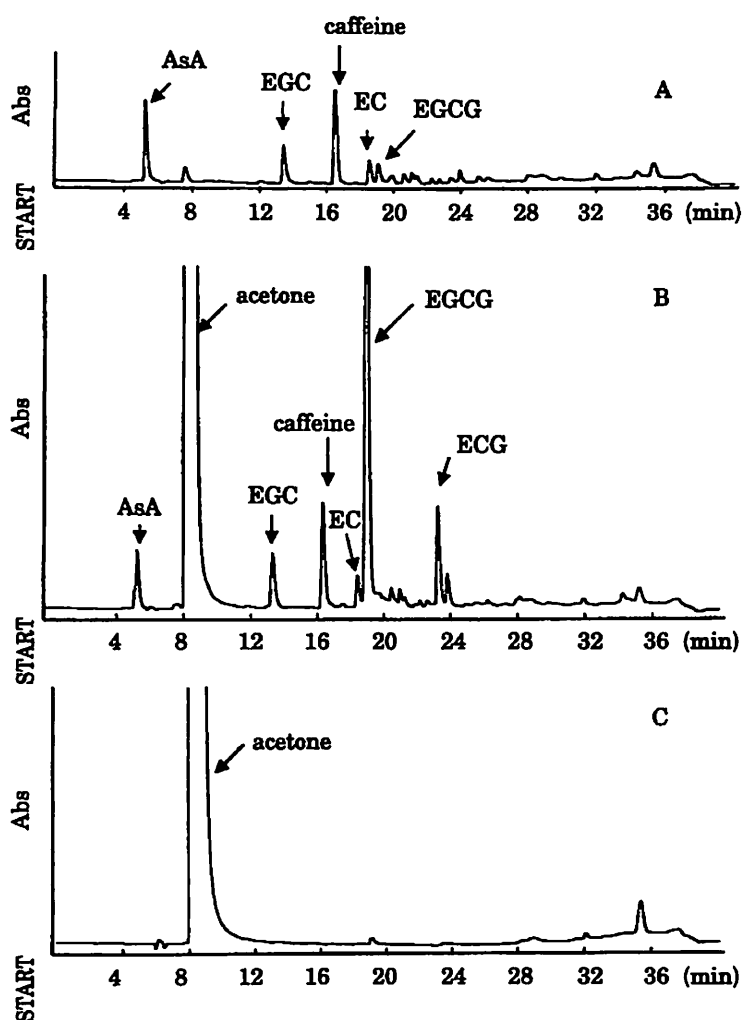 caffeine
AsA
EGC
EC
EGCG
A
Abs
START
4 8 12 16 20 24 28 32 36 (min)
acetone
EGCG
B
caffeine
ECG
AsA
EGC
EC
Abs
START
4 8 12 16 20 24 28 32 36 (min)
C
acetone
Abs
START
4 8 12 16 20 24 28 32 36 (min)